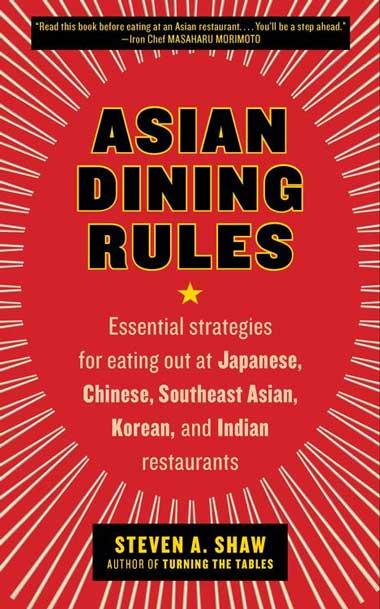 "Read this book before eating at an Asian restaurant. . . . You'll be a step ahead."
—Iron Chef MASAHARU MORIMOTO
ASIAN
DINING
RULES
Essential strategies
for eating out at Japanese,
Chinese, Southeast Asian,
Korean, and Indian
restaurants
STEVEN A. SHAW
AUTHOR OF TURNING THE TABLES